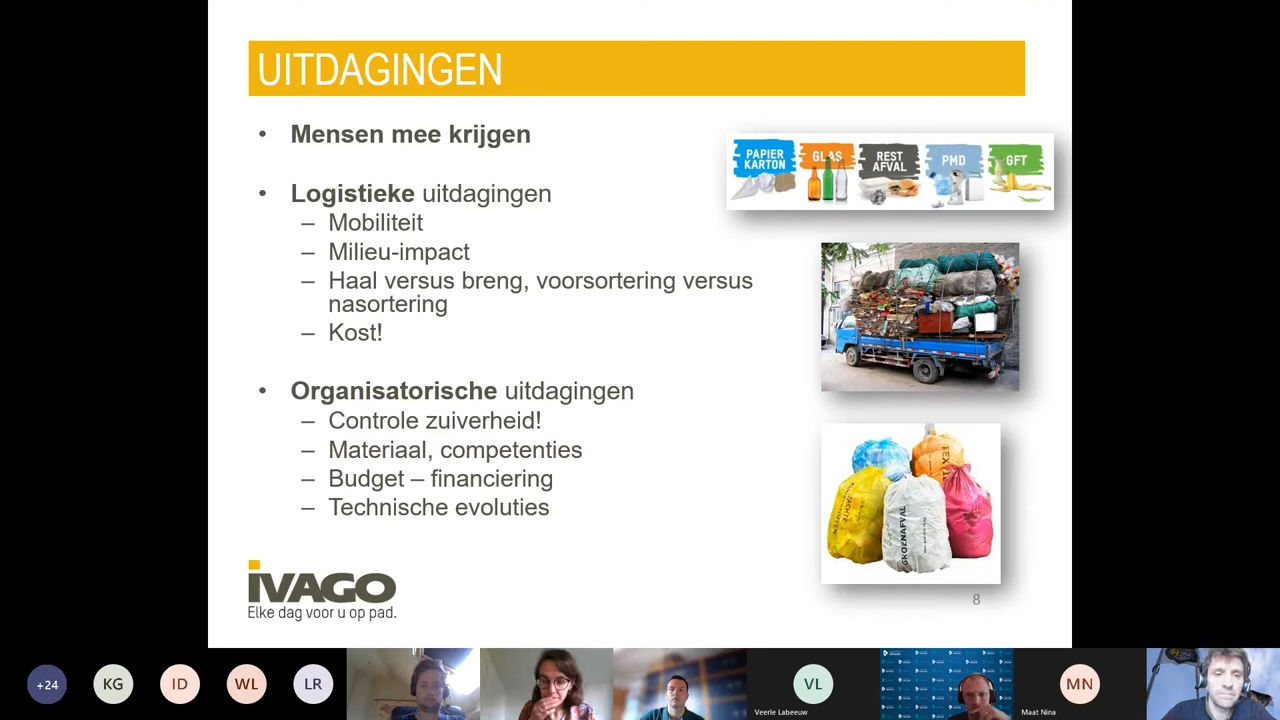 UITDAGINGEN
• Mensen mee krijgen
• Logistieke uitdagingen
– Mobiliteit
– Milieu-impact
– Haal versus breng, voorsortering versus
nasortering
– Kost!
• Organisatorische uitdagingen
– Controle zuiverheid!
– Materiaal, competenties
– Budget – financiering
– Technische evoluties
PAPIER
KARTON
GLAS
REST
AFVAL
PMD
GFT
GROENAFVAL
iVAGO
Elke dag voor u op pad.
8
+24
KG
ID
WL
LR
VL
Veerle Labeeuw
MN
Maat Nina